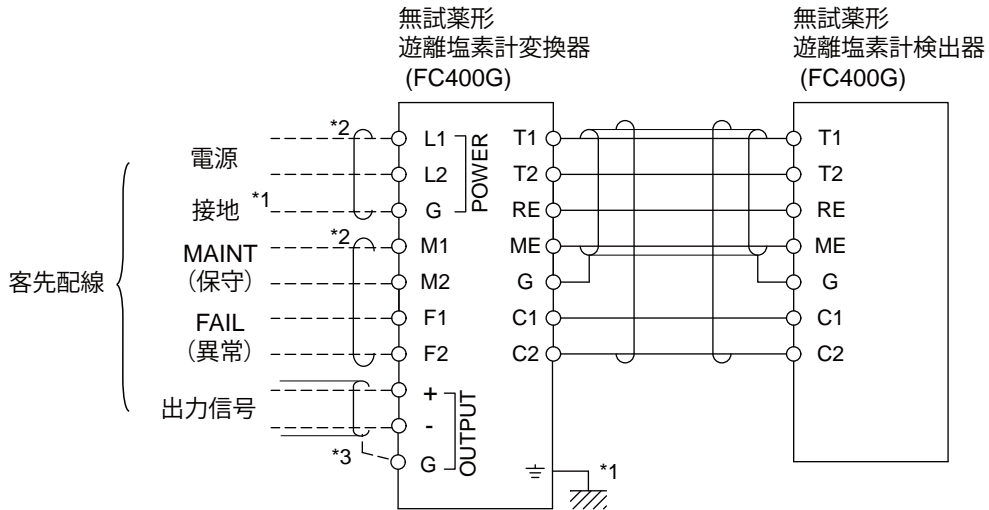 無試薬形
遊離塩素計変換器
(FC400G)
無試薬形
遊離塩素計検出器
(FC400G)
客先配線
電源
接地 *1
MAINT
（保守）
FAIL
（異常）
出力信号
*2
*2
*3
L1
L2
G
POWER
M1
M2
F1
F2
+
-
G
OUTPUT
T1
T2
RE
ME
G
C1
C2
*1
T1
T2
RE
ME
G
C1
C2